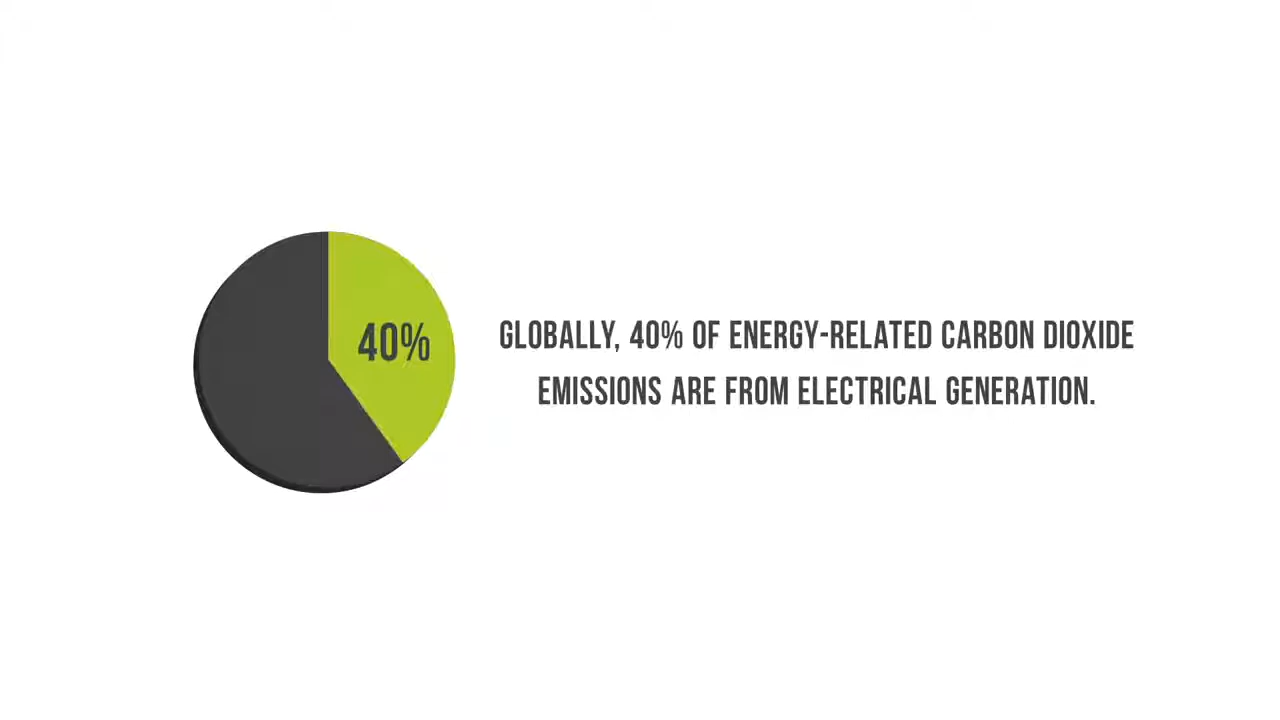 40%
GLOBALLY, 40% OF ENERGY-RELATED CARBON DIOXIDE
EMISSIONS ARE FROM ELECTRICAL GENERATION.